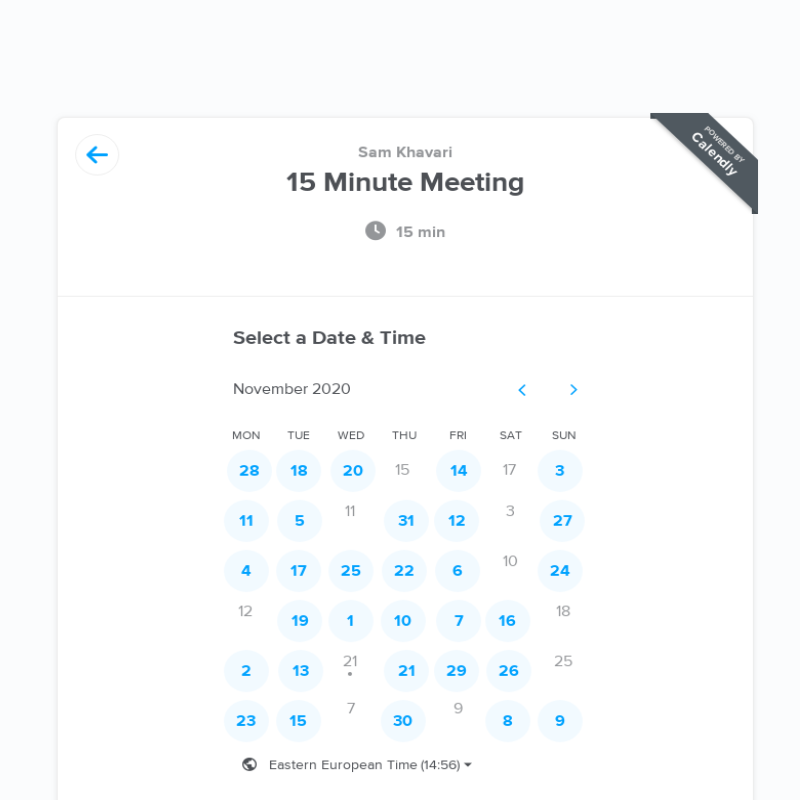 POWERED BY
Calendly
Sam Khavari
15 Minute Meeting
15 min
Select a Date & Time
November 2020
MON TUE WED THU FRI SAT SUN
28 18 20 15 14 17 3
11 5 11 31 12 3 27
4 17 25 22 6 10 24
12 19 1 10 7 16 18
2 13 21 21 29 26 25
23 15 7 30 9 8 9
Eastern European Time (14:56)